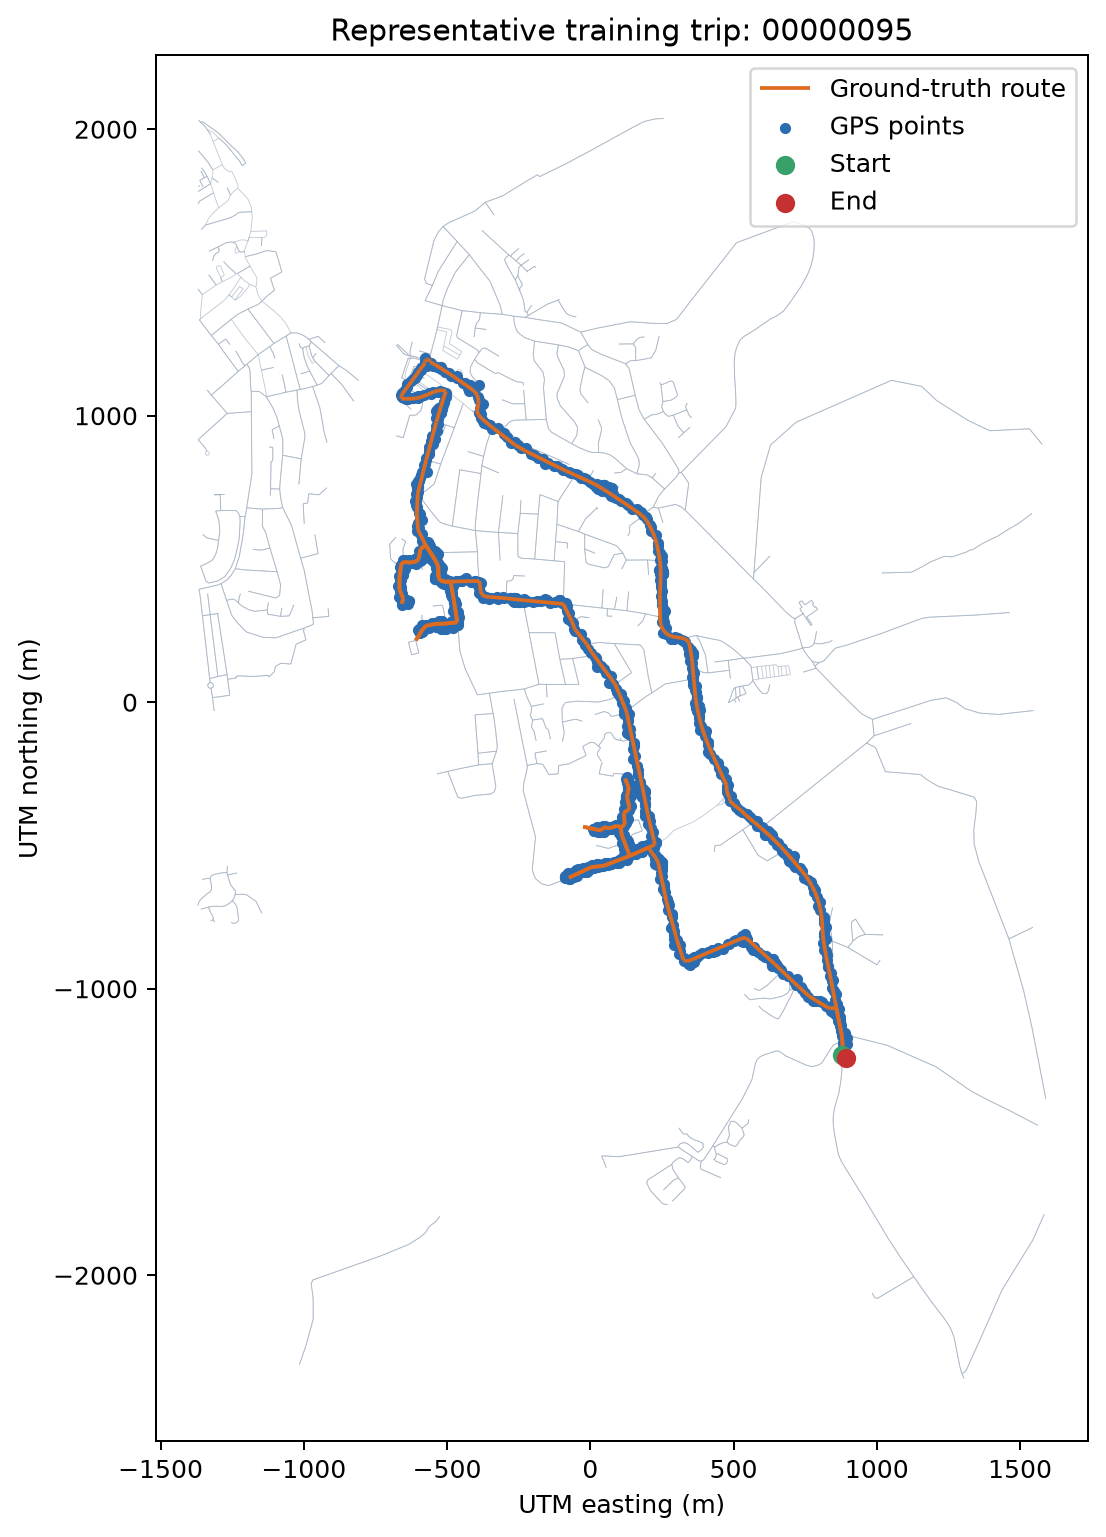 Representative training trip: 00000095
Ground-truth route
GPS points
Start
End
2000
1000
0
−1000
−2000
UTM northing (m)
−1500 −1000 −500 0 500 1000 1500
UTM easting (m)